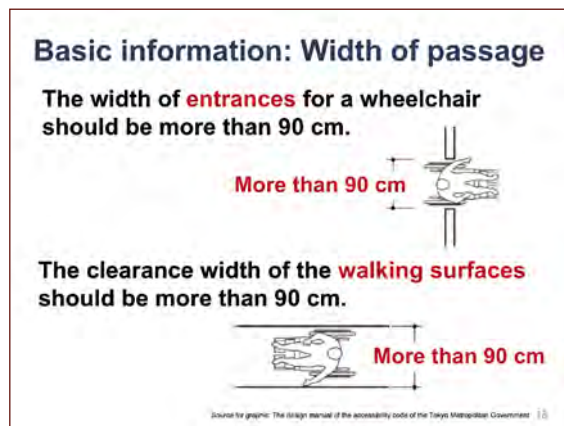 Basic information: Width of passage
The width of entrances for a wheelchair
should be more than 90 cm.
More than 90 cm
The clearance width of the walking surfaces
should be more than 90 cm.
More than 90 cm
Source for graphic: The design manual of the accessibility code of the Tokyo Metropolitan Government
18